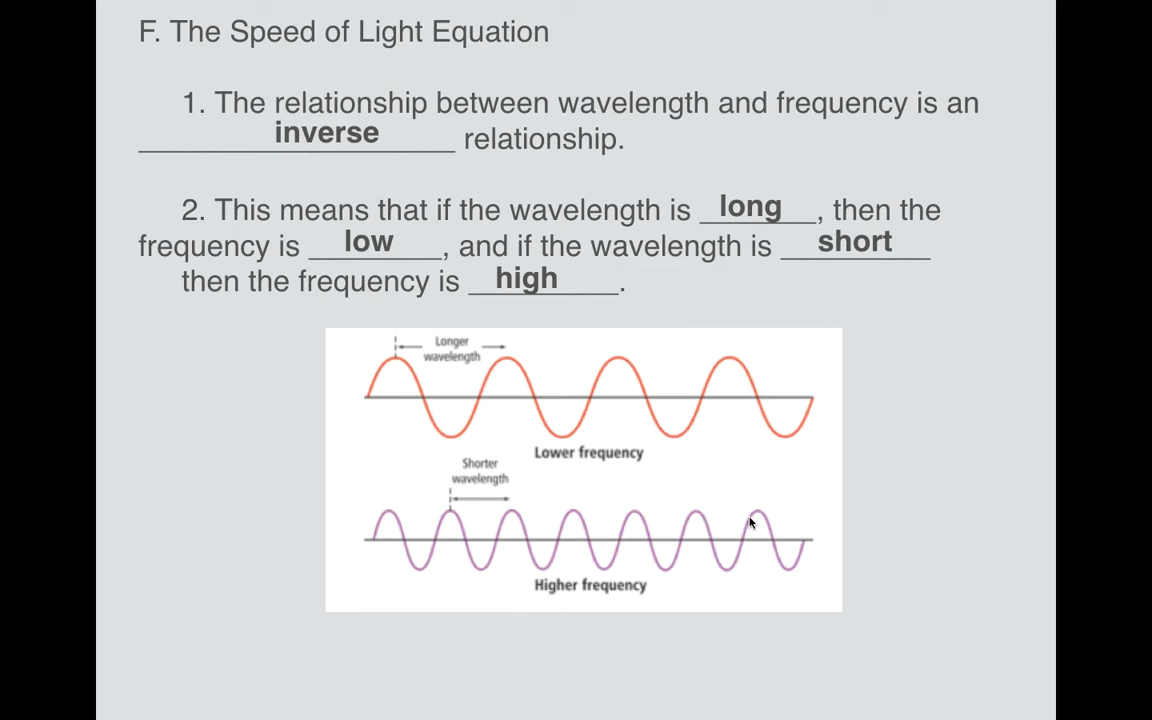 F. The Speed of Light Equation
1. The relationship between wavelength and frequency is an
inverse relationship.
2. This means that if the wavelength is long, then the
frequency is low, and if the wavelength is short
then the frequency is high.
Longer
wavelength
Lower frequency
Shorter
wavelength
Higher frequency